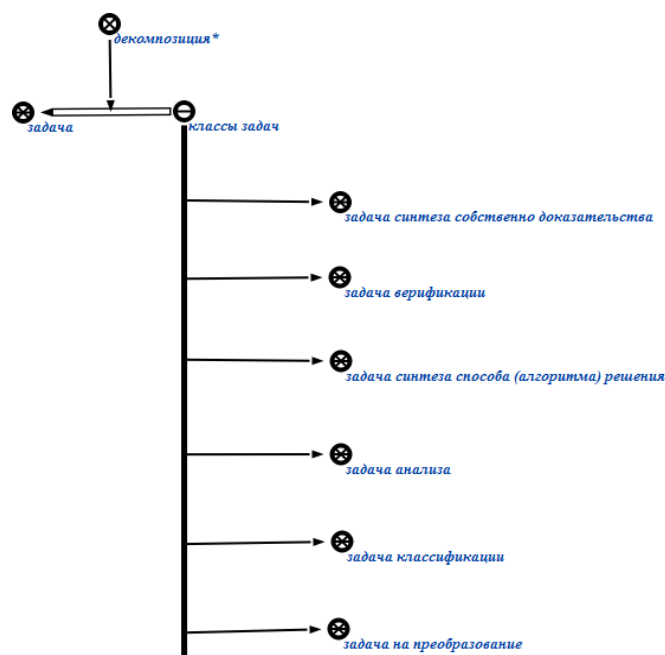 декомпозиция*
задача
классы задач
задача синтеза собственно доказательства
задача верификации
задача синтеза способа (алгоритма) решения
задача анализа
задача классификации
задача на преобразование